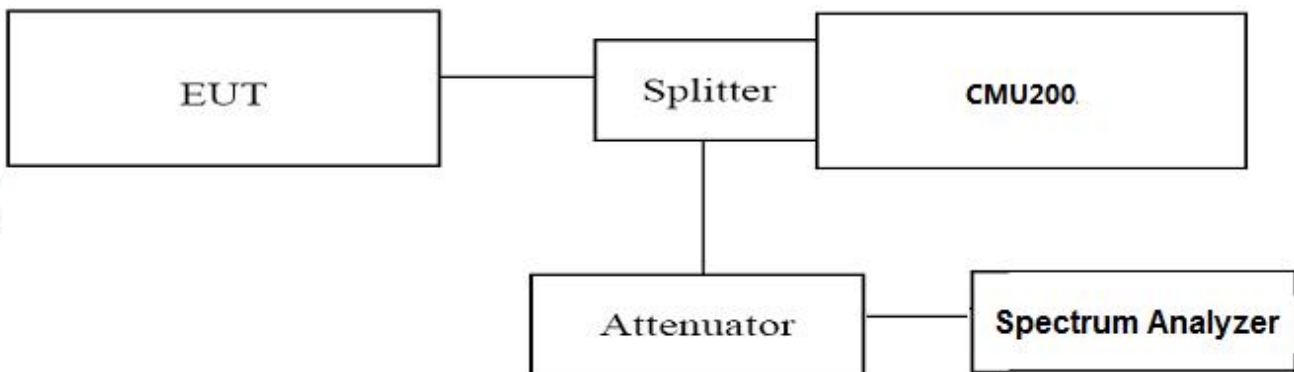 EUT
Splitter
CMU200.
Attenuator
Spectrum Analyzer